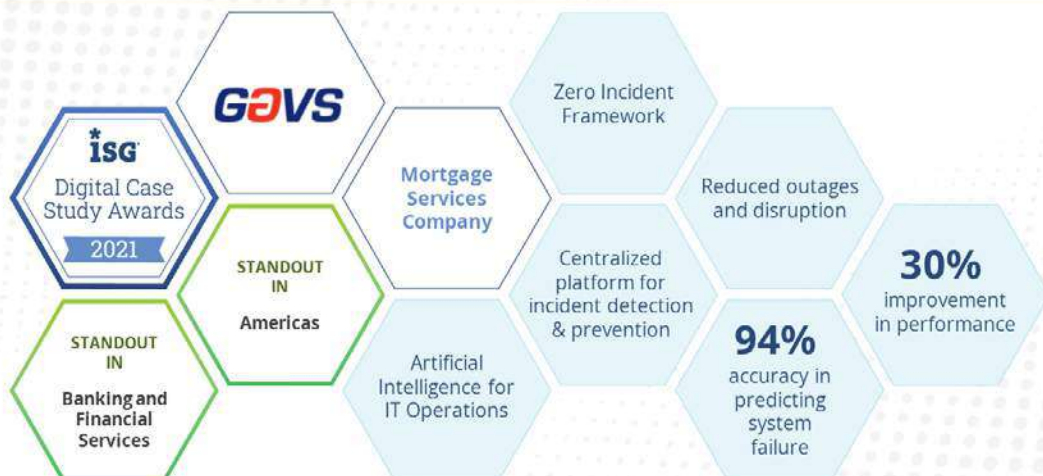 GAVS
*
ISG
Digital Case
Study Awards
2021
STANDOUT
IN
Banking and
Financial
Services
STANDOUT
IN
Americas
Mortgage
Services
Company
Artificial
Intelligence for
IT Operations
Zero Incident
Framework
Centralized
platform for
incident detection
& prevention
Reduced outages
and disruption
94%
accuracy in
predicting
system
failure
30%
improvement
in performance